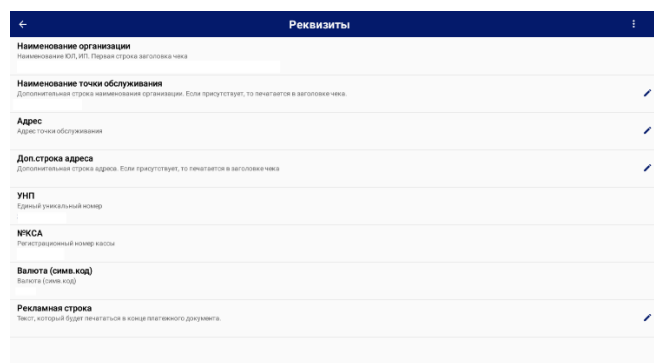 Реквизиты
Наименование организации
Наименование ЮЛ, ИП. Первая строка заголовка чека
Наименование точки обслуживания
Дополнительная строка наименования организации. Если присутствует, то печатается в заголовке чека.
Адрес
Адрес точки обслуживания
Доп.строка адреса
Дополнительная строка адреса. Если присутствует, то печатается в заголовке чека
УНП
Единый уникальный номер
№КСА
Регистрационный номер кассы
Валюта (симв.код)
Валюта (симв.код)
Рекламная строка
Текст, который будет печататься в конце платежного документа.